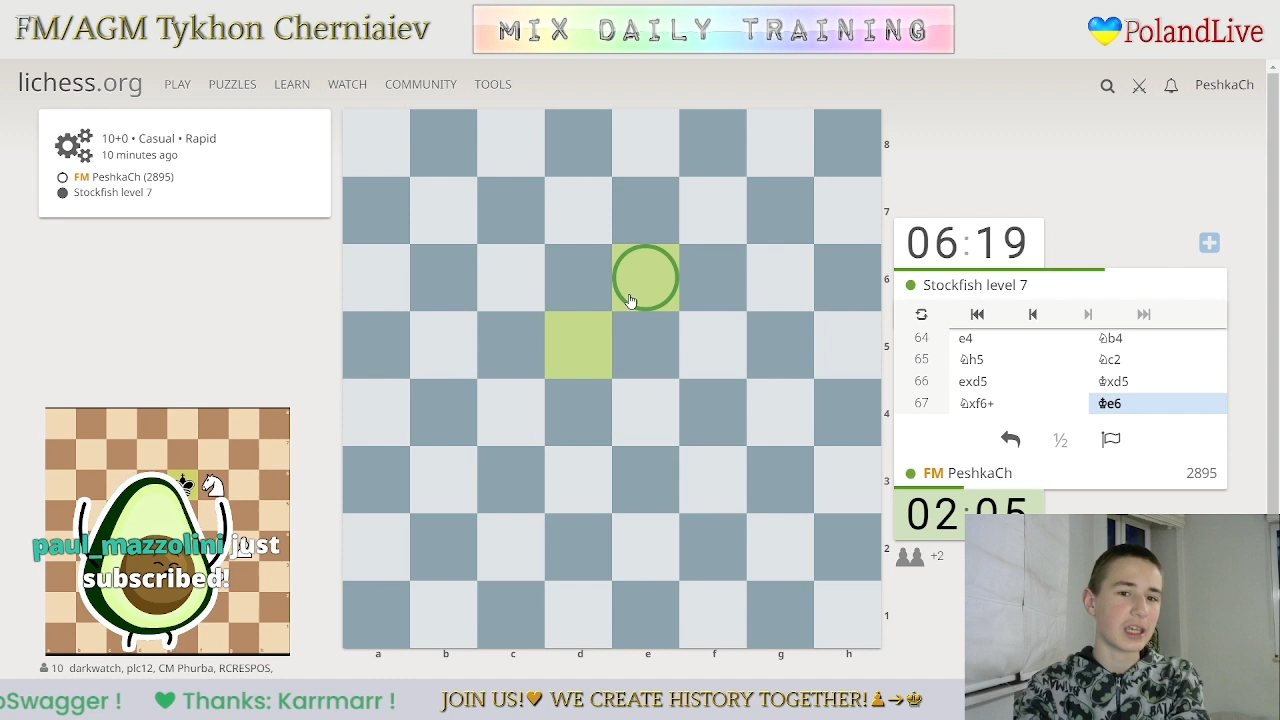 FM/AGM Tykhon Cherniaiev
MIX DAILY TRAINING
PolandLive
lichess.org PLAY PUZZLES LEARN WATCH COMMUNITY TOOLS PeshkaCh
10+0 • Casual • Rapid
10 minutes ago
FM PeshkaCh (2895)
Stockfish level 7
8
7
6
5
4
3
2
1
a b c d e f g h
06:19
Stockfish level 7
64 e4 ♘b4
65 ♘h5 ♘c2
66 exd5 ♚xd5
67 ♘xf6+ ♚e6
½
FM PeshkaCh 2895
02:05
+2
paul_mazzolini just
subscribed!
10 darkwatch, plc12, CM Phurba, RCRESPOS,
oSwagger ! Thanks: Karrmarr ! JOIN US! WE CREATE HISTORY TOGETHER!